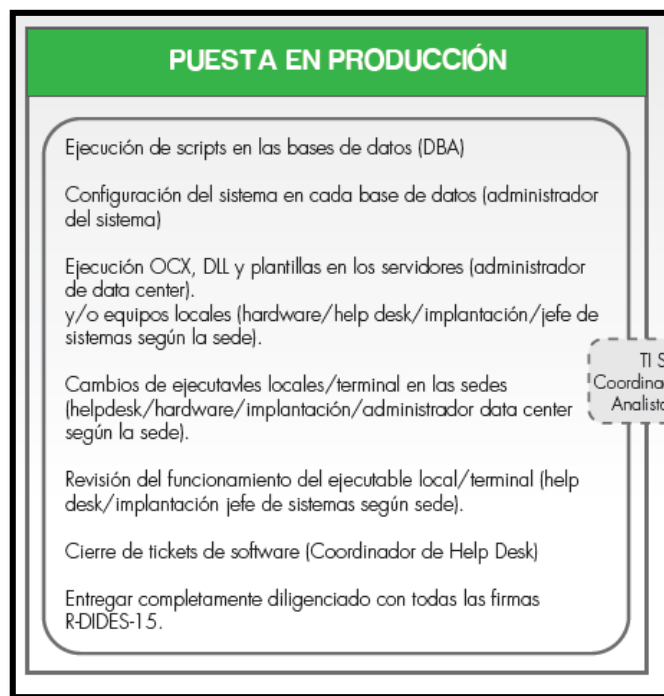 PUESTA EN PRODUCCIÓN
Ejecución de scripts en las bases de datos (DBA)
Configuración del sistema en cada base de datos (administrador
del sistema)
Ejecución OCX, DLL y plantillas en los servidores (administrador
de data center).
y/o equipos locales (hardware/help desk/implantación/jefe de
sistemas según la sede).
Cambios de ejecutavles locales/terminal en las sedes
(helpdesk/hardware/implantación/administrador data center
según la sede).
Revisión del funcionamiento del ejecutable local/terminal (help
desk/implantación jefe de sistemas según sede).
Cierre de tickets de software (Coordinador de Help Desk)
Entregar completamente diligenciado con todas las firmas
R-DIDES-15.
TI